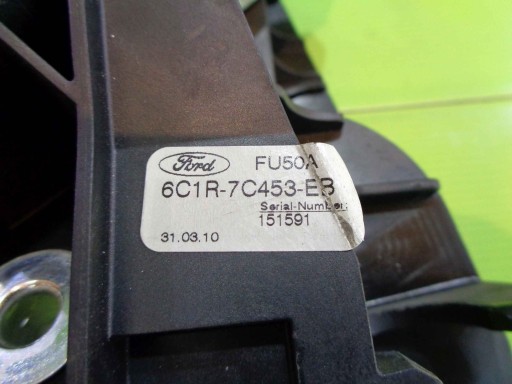 Ford FU50A
6C1R-7C453-EB
Serial-Number:
151591
31.03.10